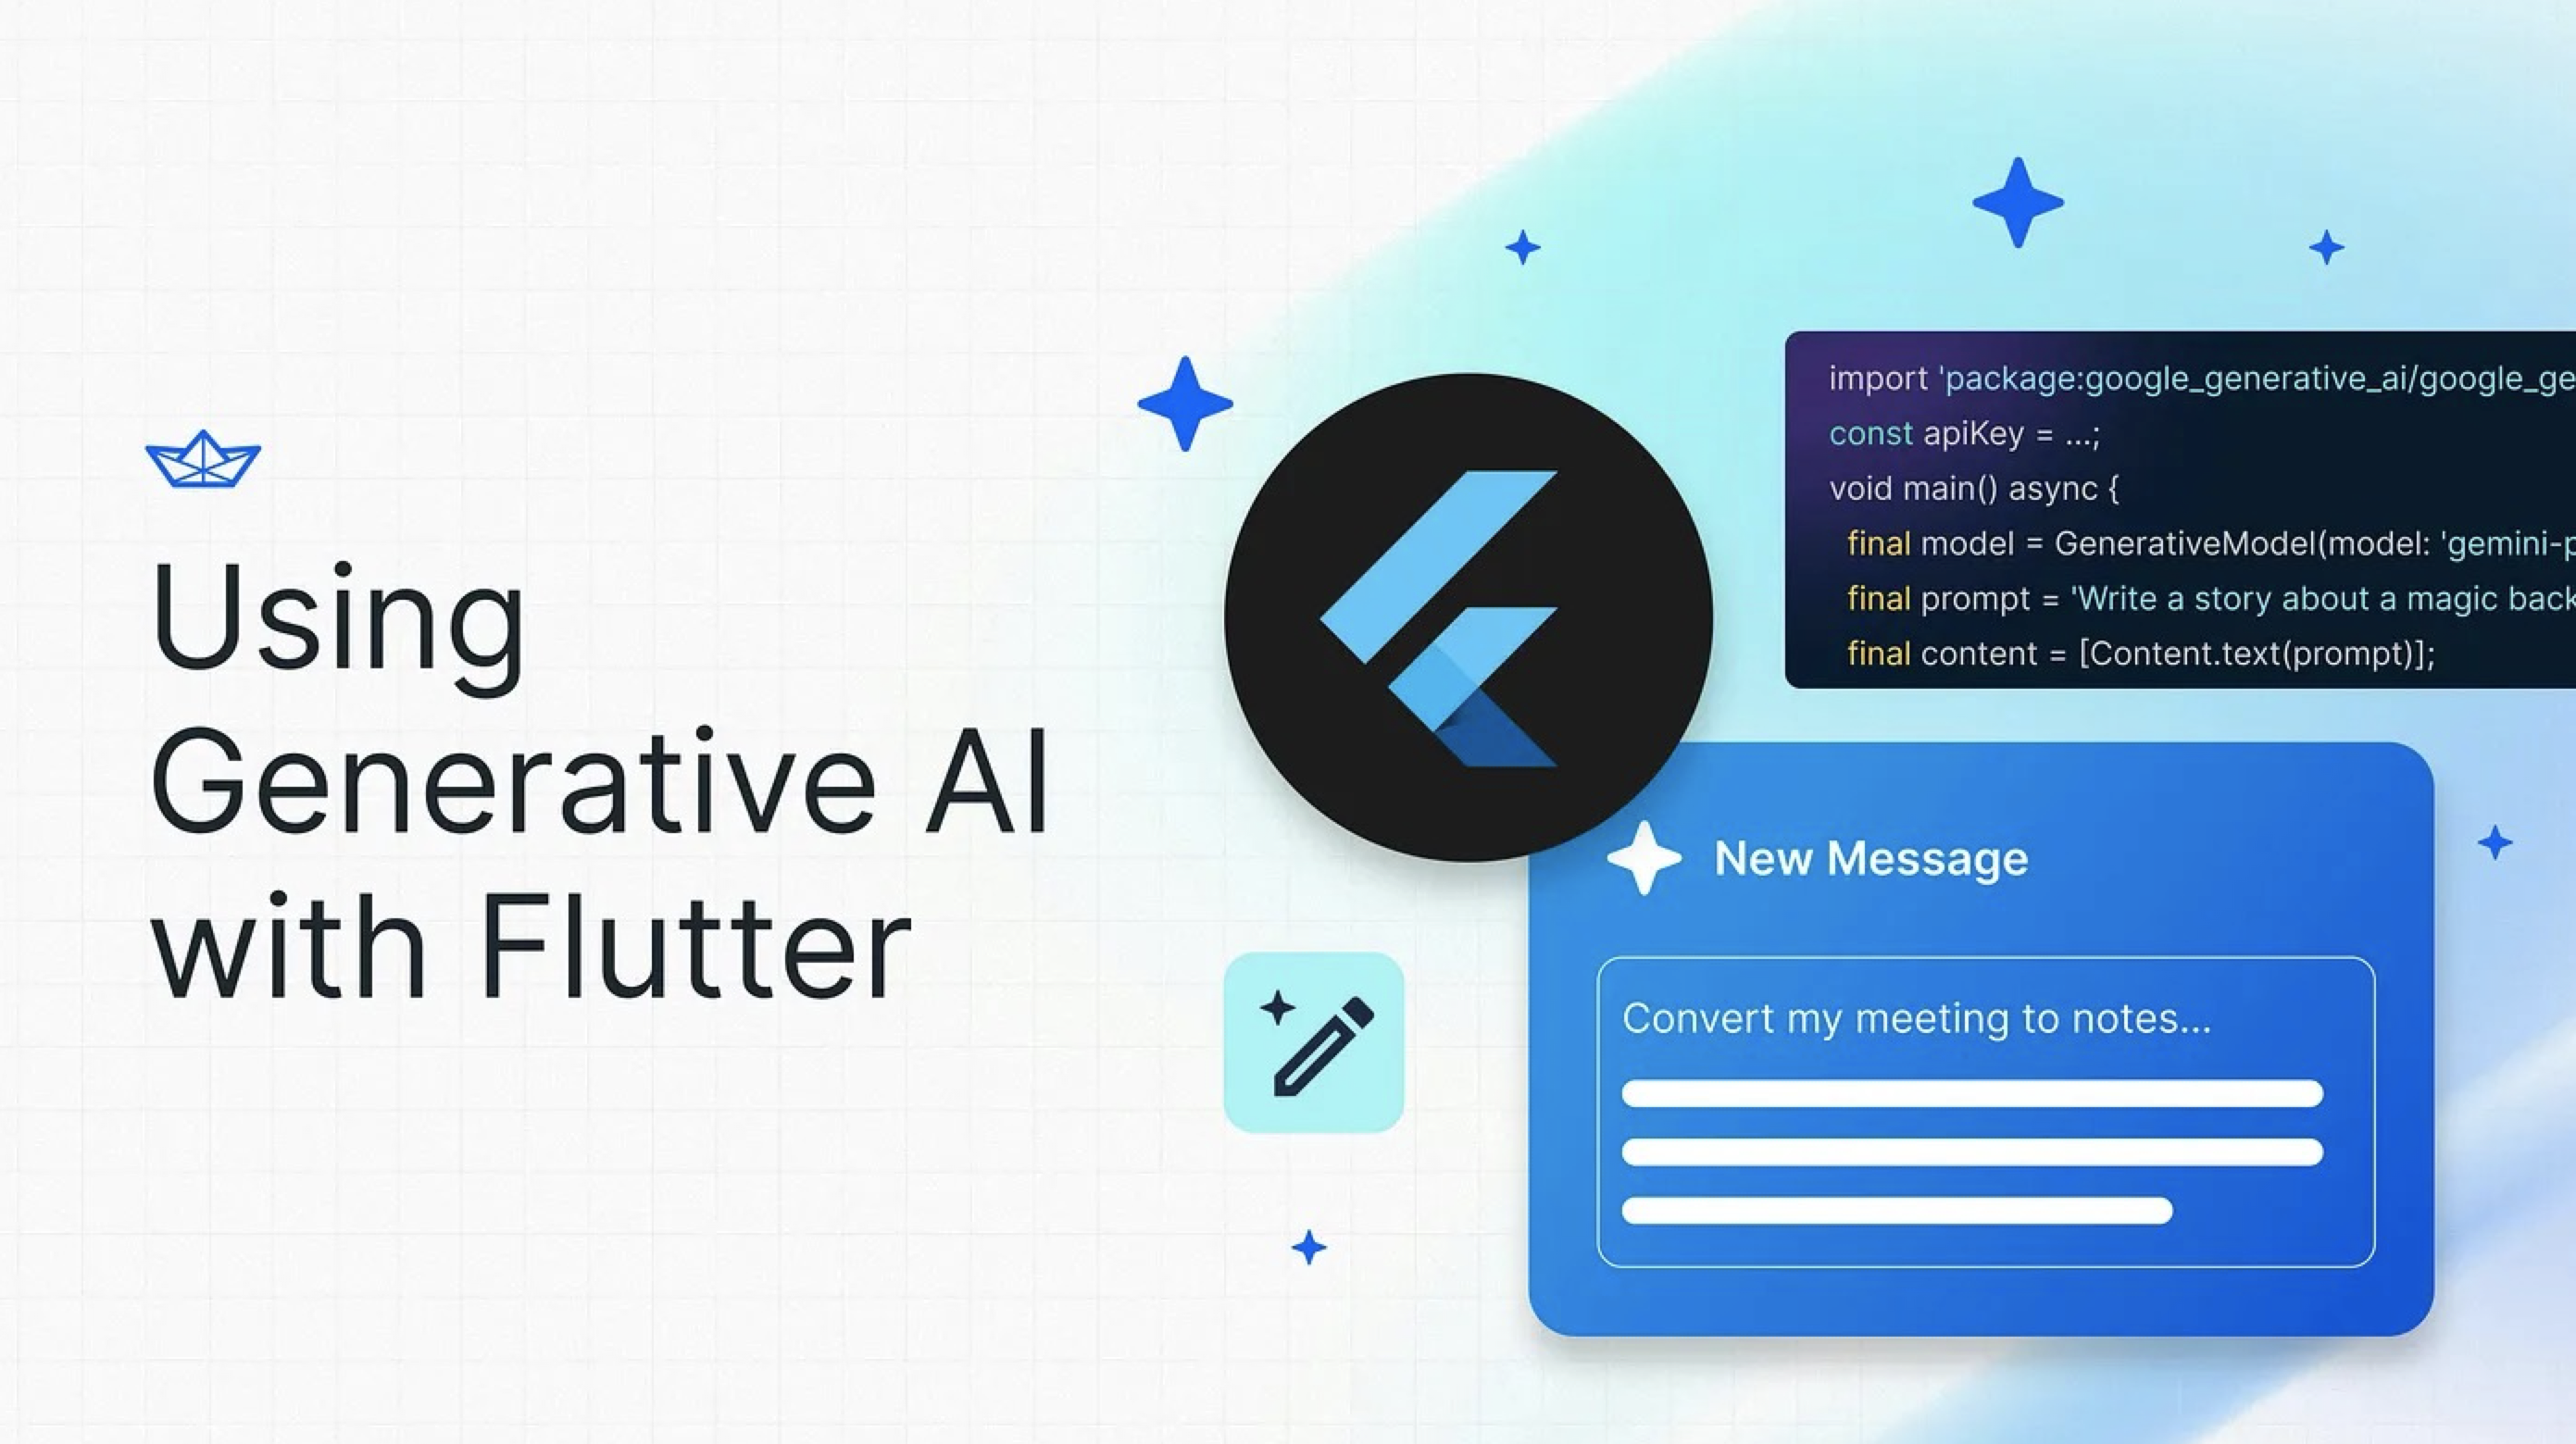 Using
Generative AI
with Flutter
import 'package:google_generative_ai/google_ge
const apiKey = ...;
void main() async {
final model = GenerativeModel(model: 'gemini-p
final prompt = 'Write a story about a magic back
final content = [Content.text(prompt)];
New Message
Convert my meeting to notes...